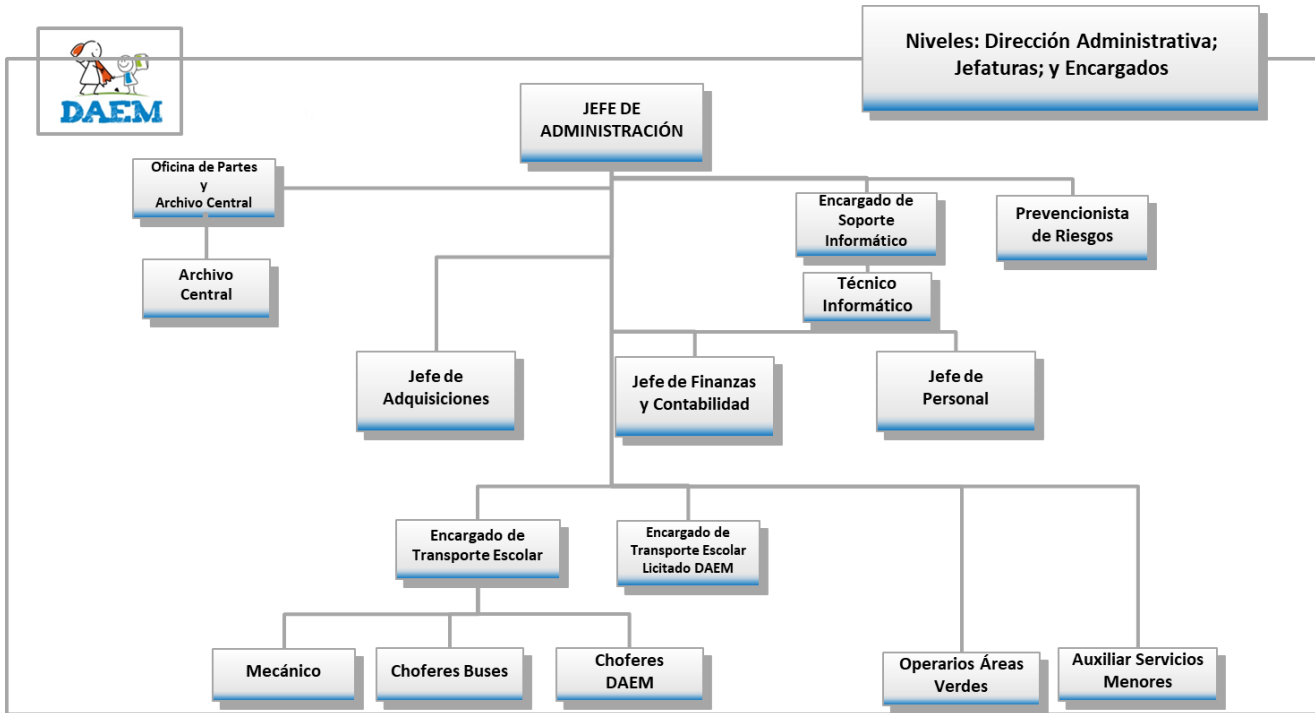 DAEM
Niveles: Dirección Administrativa;
Jefaturas; y Encargados
JEFE DE
ADMINISTRACIÓN
Oficina de Partes
y
Archivo Central
Encargado de
Soporte
Informático
Prevencionista
de Riesgos
Archivo
Central
Técnico
Informático
Jefe de
Adquisiciones
Jefe de Finanzas
y Contabilidad
Jefe de
Personal
Encargado de
Transporte Escolar
Encargado de
Transporte Escolar
Licitado DAEM
Mecánico
Choferes Buses
Choferes
DAEM
Operarios Áreas
Verdes
Auxiliar Servicios
Menores